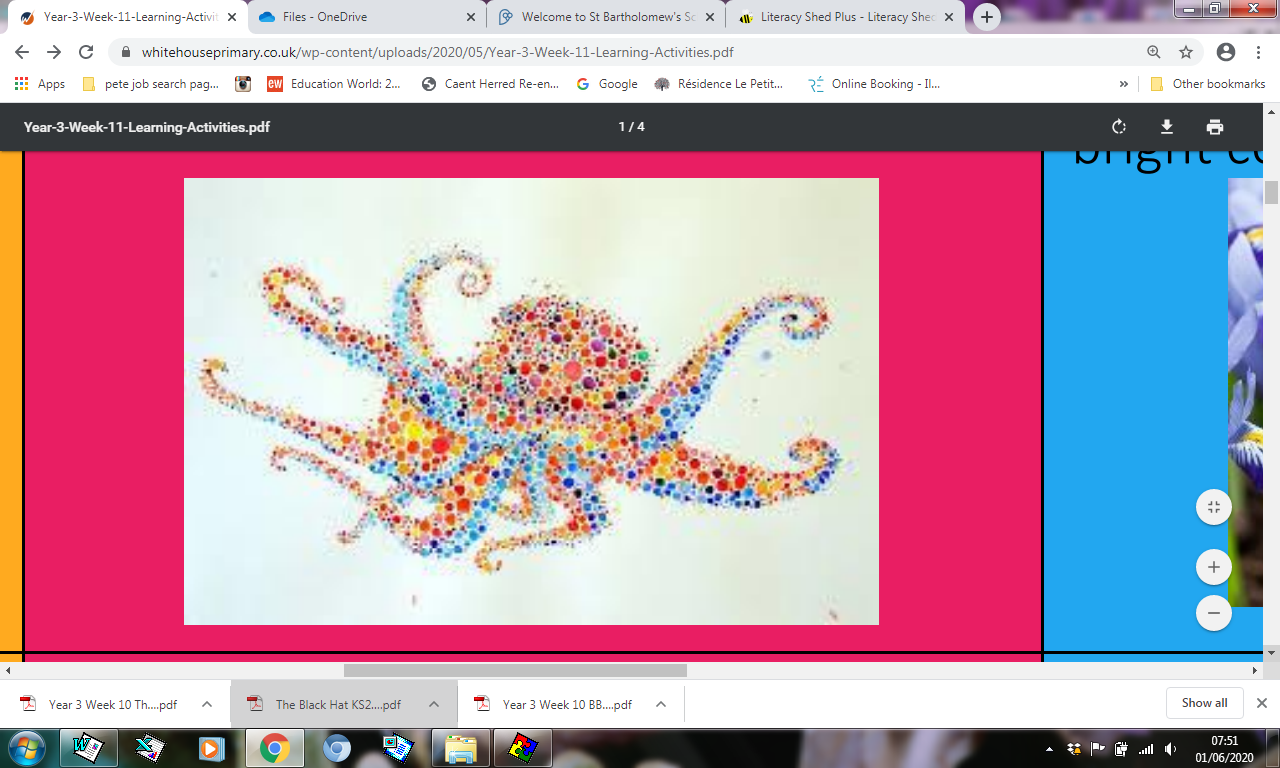 Year-3-Week-11-Learning-Activit
Files - OneDrive
Welcome to St Bartholomew's Sc
Literacy Shed Plus - Literacy Shed
whitehouseprimary.co.uk/wp-content/uploads/2020/05/Year-3-Week-11-Learning-Activities.pdf
Apps
pete job search pag...
Education World: 2...
Caent Herred Re-en...
Google
Résidence Le Petit...
Online Booking - Il...
»
Other bookmarks
Year-3-Week-11-Learning-Activities.pdf
1 / 4
bright co
Year 3 Week 10 Th....pdf
The Black Hat KS2....pdf
Year 3 Week 10 BB....pdf
Show all
07:51
01/06/2020